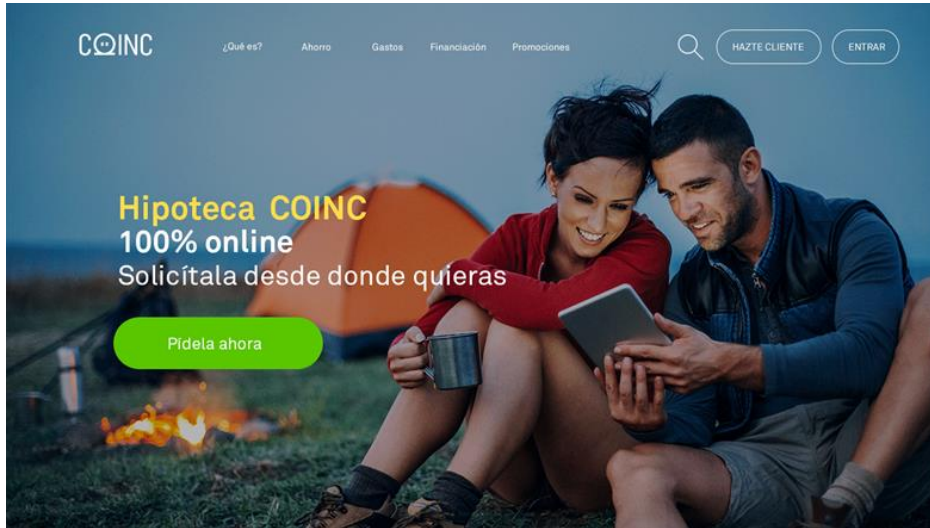 COINC
¿Qué es? Ahorro Gastos Financiación Promociones
HAZTE CLIENTE
ENTRAR
Hipoteca COINC
100% online
Solicítala desde donde quieras
Pídela ahora